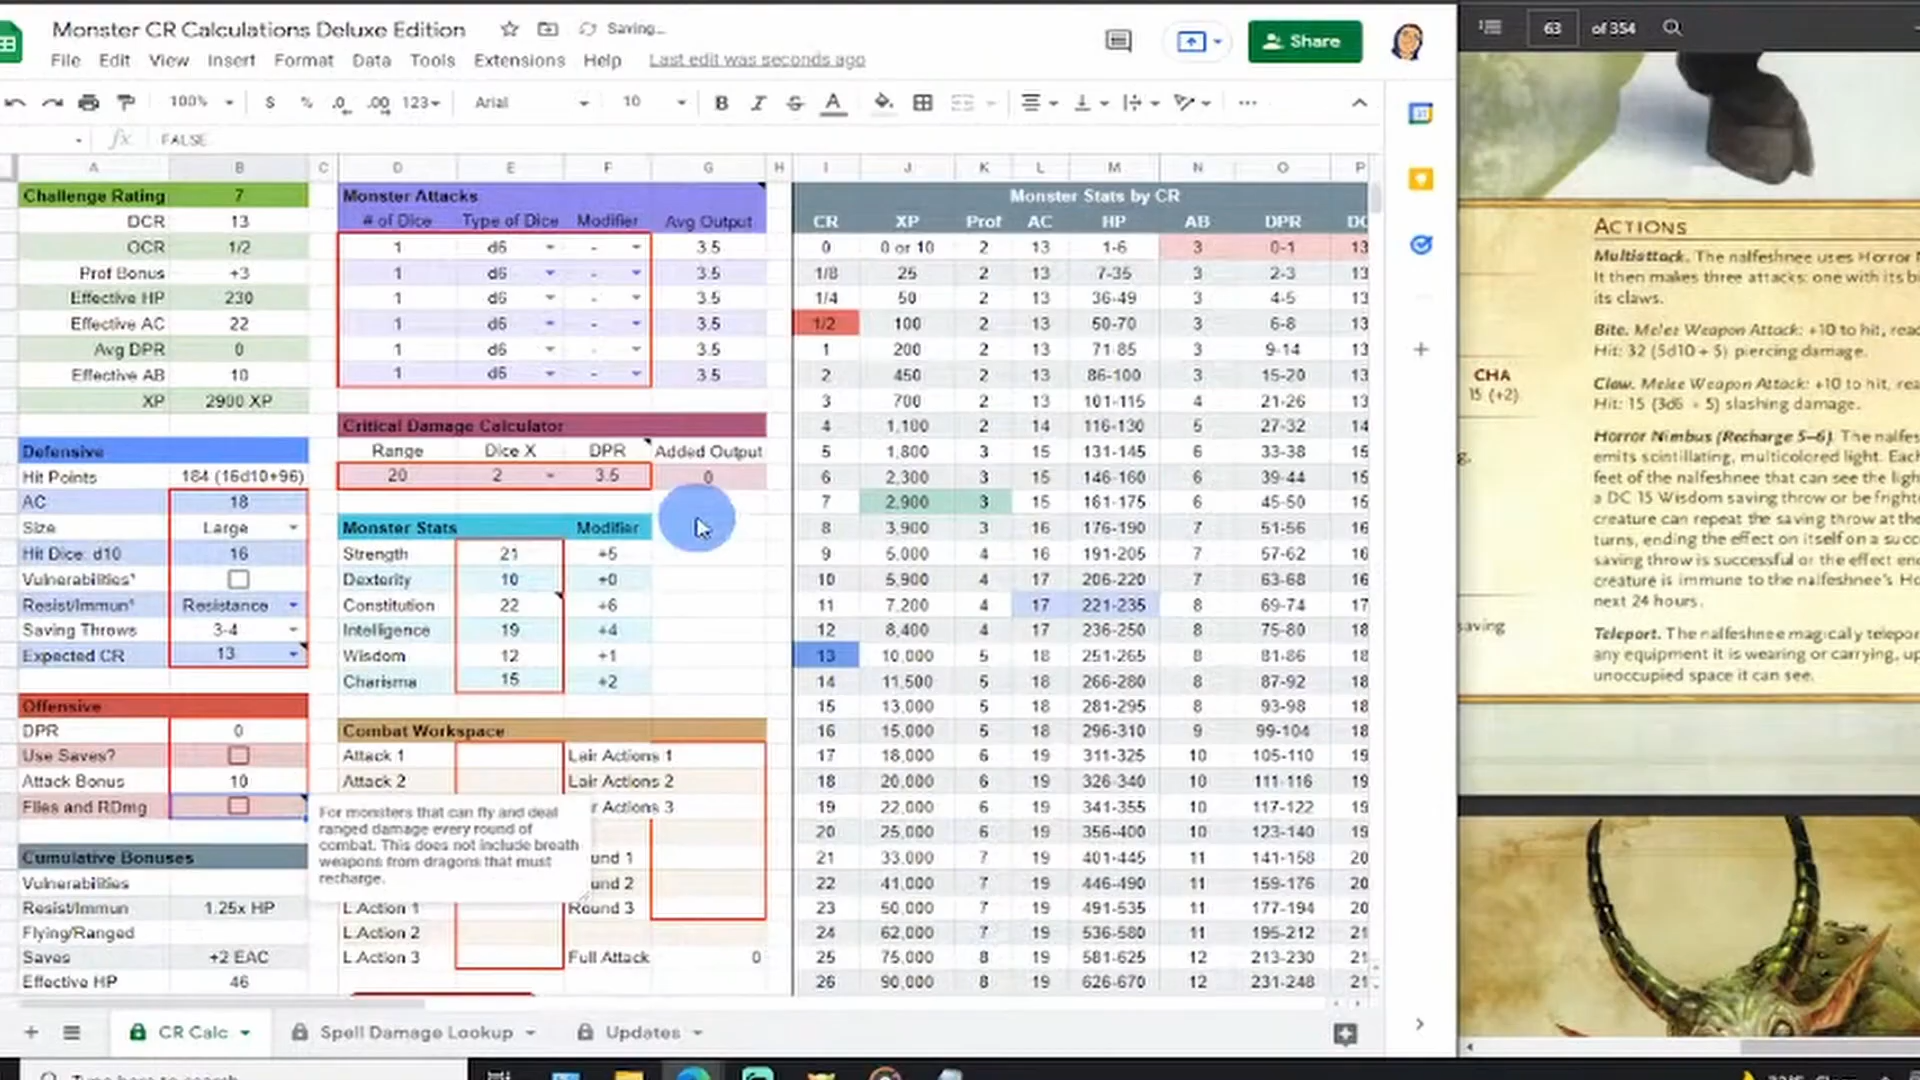 Monster CR Calculations Deluxe Edition Saving...
File Edit View Insert Format Data Tools Extensions Help Last edit was seconds ago
Share
100% $ % .0 .00 123 Arial 10 B I S A
fx FALSE
A B C D E F G H I J K L M N O P
Challenge Rating 7
DCR 13
OCR 1/2
Prof Bonus +3
Effective HP 230
Effective AC 22
Avg DPR 0
Effective AB 10
XP 2900 XP
Defensive
Hit Points 184 (16d10+96)
AC 18
Size Large
Hit Dice: d10 16
Vulnerabilities*
Resist/Immun* Resistance
Saving Throws 3-4
Expected CR 13
Offensive
DPR 0
Use Saves?
Attack Bonus 10
Flies and RDmg
Cumulative Bonuses
Vulnerabilities
Resist/Immun 1.25x HP
Flying/Ranged
Saves +2 EAC
Effective HP 46
Monster Attacks
# of Dice Type of Dice Modifier Avg Output
1 d6 - 3.5
1 d6 - 3.5
1 d6 - 3.5
1 d6 - 3.5
1 d6 - 3.5
1 d6 - 3.5
Critical Damage Calculator
Range Dice X DPR Added Output
20 2 3.5 0
Monster Stats Modifier
Strength 21 +5
Dexterity 10 +0
Constitution 22 +6
Intelligence 19 +4
Wisdom 12 +1
Charisma 15 +2
Combat Workspace
Attack 1 Lair Actions 1
Attack 2 Lair Actions 2
r Actions 3
For monsters that can fly and deal
ranged damage every round of
combat. This does not include breath
weapons from dragons that must
recharge.
und 1
und 2
L Action 1 Round 3
L Action 2
L Action 3 Full Attack 0
Monster Stats by CR
CR XP Prof AC HP AB DPR DC
0 0 or 10 2 13 1-6 3 0-1 13
1/8 25 2 13 7-35 3 2-3 13
1/4 50 2 13 36-49 3 4-5 13
1/2 100 2 13 50-70 3 6-8 13
1 200 2 13 71-85 3 9-14 13
2 450 2 13 86-100 3 15-20 13
3 700 2 13 101-115 4 21-26 13
4 1,100 2 14 116-130 5 27-32 14
5 1,800 3 15 131-145 6 33-38 15
6 2,300 3 15 146-160 6 39-44 15
7 2,900 3 15 161-175 6 45-50 15
8 3,900 3 16 176-190 7 51-56 16
9 5,000 4 16 191-205 7 57-62 16
10 5,900 4 17 206-220 7 63-68 16
11 7,200 4 17 221-235 8 69-74 17
12 8,400 4 17 236-250 8 75-80 18
13 10,000 5 18 251-265 8 81-86 18
14 11,500 5 18 266-280 8 87-92 18
15 13,000 5 18 281-295 8 93-98 18
16 15,000 5 18 296-310 9 99-104 18
17 18,000 6 19 311-325 10 105-110 19
18 20,000 6 19 326-340 10 111-116 19
19 22,000 6 19 341-355 10 117-122 19
20 25,000 6 19 356-400 10 123-140 19
21 33,000 7 19 401-445 11 141-158 20
22 41,000 7 19 446-490 11 159-176 20
23 50,000 7 19 491-535 11 177-194 20
24 62,000 7 19 536-580 11 195-212 21
25 75,000 8 19 581-625 12 213-230 21
26 90,000 8 19 626-670 12 231-248 21
CR Calc Spell Damage Lookup Updates
63 of 354
CHA
15 (+2)
saving
ACTIONS
Multiattack. The nalfeshnee uses Horror N
It then makes three attacks: one with its bi
its claws.
Bite. Melee Weapon Attack: +10 to hit, reac
Hit: 32 (5d10 + 5) piercing damage.
Claw. Melee Weapon Attack: +10 to hit, rea
Hit: 15 (3d6 + 5) slashing damage.
Horror Nimbus (Recharge 5–6). The nalfes
emits scintillating, multicolored light. Each
feet of the nalfeshnee that can see the ligh
a DC 15 Wisdom saving throw or be frighte
creature can repeat the saving throw at the
turns, ending the effect on itself on a succ
saving throw is successful or the effect end
creature is immune to the nalfeshnee's Ho
next 24 hours.
Teleport. The nalfeshnee magically telepor
any equipment it is wearing or carrying, up
unoccupied space it can see.